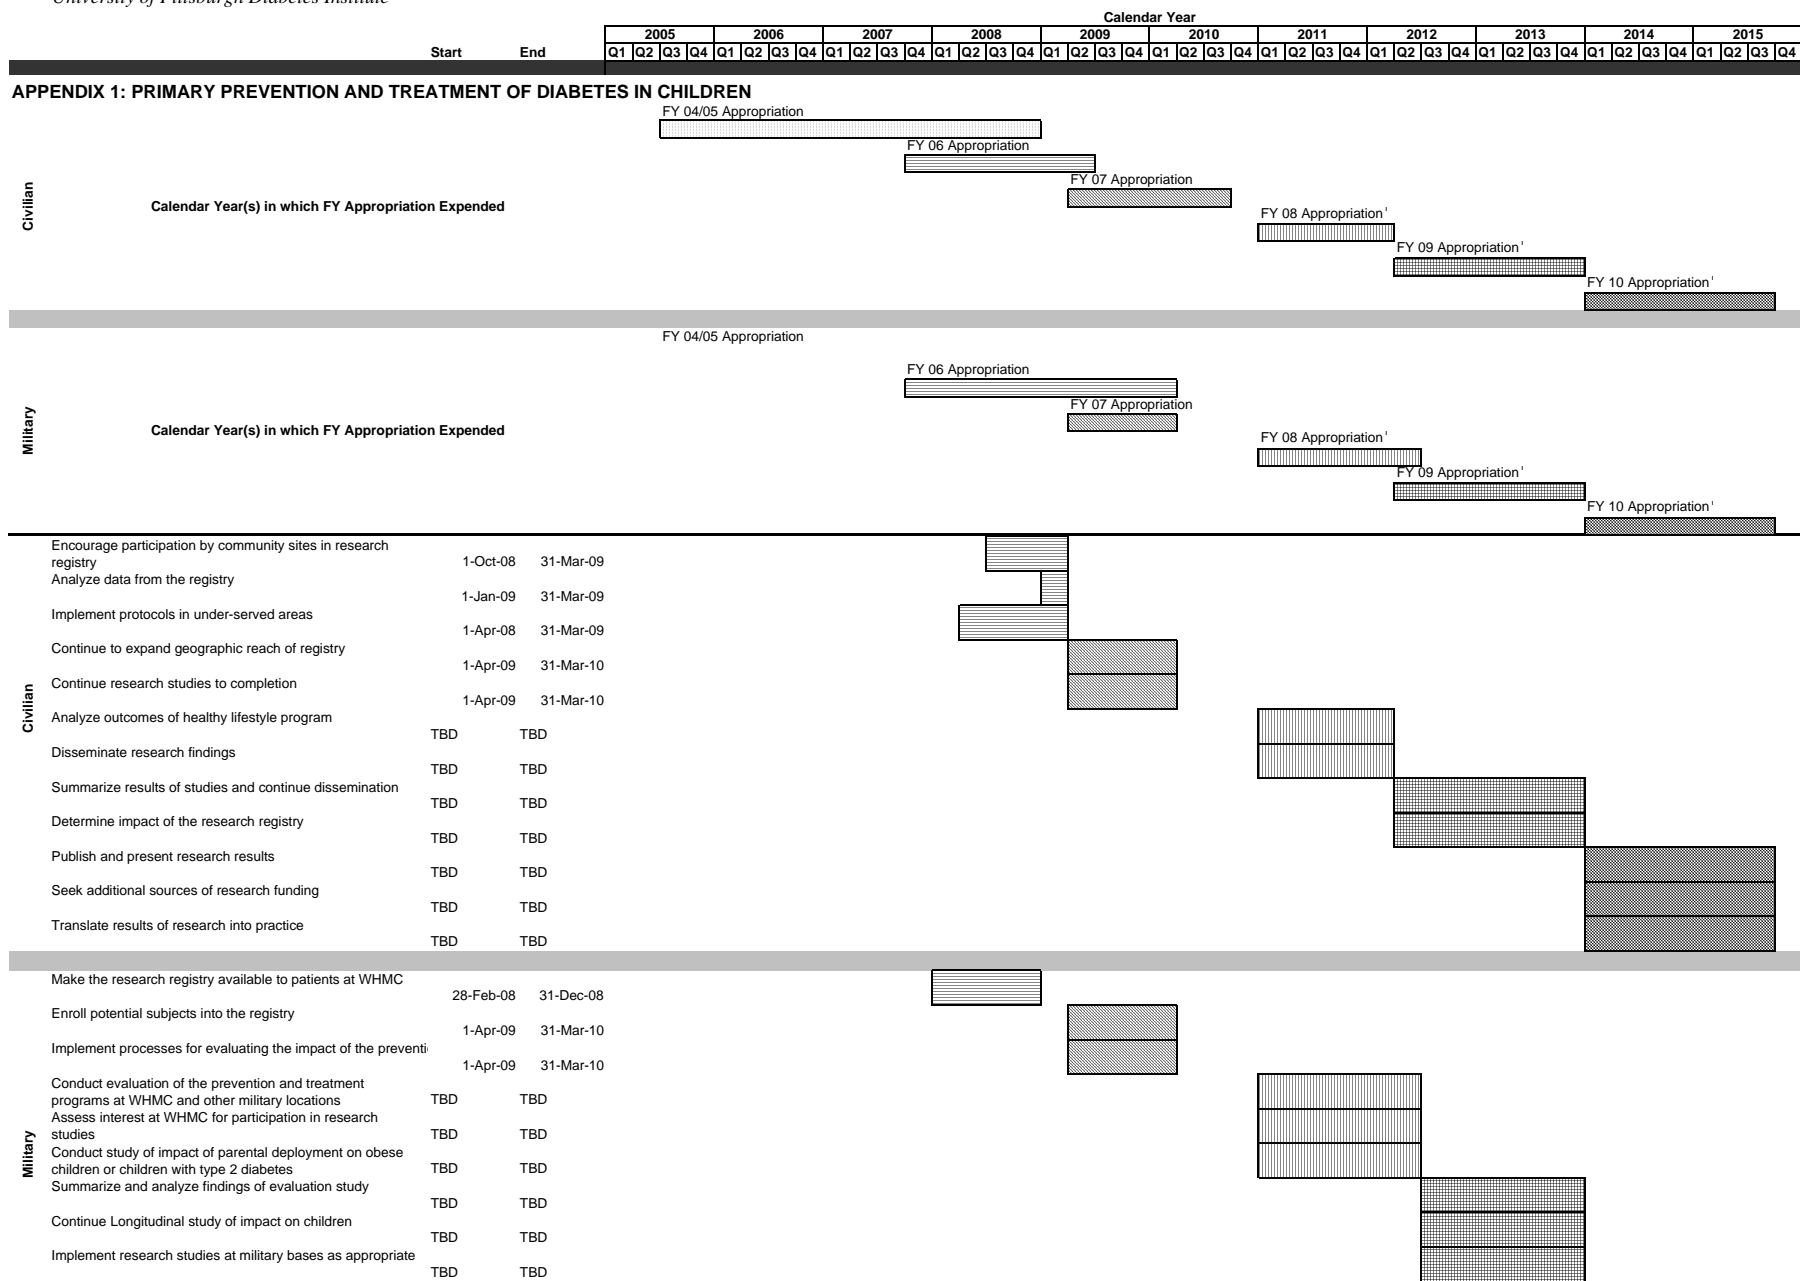 University of Pittsburgh Diabetes Institute
Calendar Year
2005 2006 2007 2008 2009 2010 2011 2012 2013 2014 2015
Start End Q1 Q2 Q3 Q4 Q1 Q2 Q3 Q4 Q1 Q2 Q3 Q4 Q1 Q2 Q3 Q4 Q1 Q2 Q3 Q4 Q1 Q2 Q3 Q4 Q1 Q2 Q3 Q4 Q1 Q2 Q3 Q4 Q1 Q2 Q3 Q4 Q1 Q2 Q3 Q4 Q1 Q2 Q3 Q4
APPENDIX 1: PRIMARY PREVENTION AND TREATMENT OF DIABETES IN CHILDREN
Civilian
Calendar Year(s) in which FY Appropriation Expended
FY 04/05 Appropriation
FY 06 Appropriation
FY 07 Appropriation
FY 08 Appropriation
FY 09 Appropriation
FY 10 Appropriation
Military
Calendar Year(s) in which FY Appropriation Expended
FY 04/05 Appropriation
FY 06 Appropriation
FY 07 Appropriation
FY 08 Appropriation
FY 09 Appropriation
FY 10 Appropriation
Civilian
Encourage participation by community sites in research
registry 1-Oct-08 31-Mar-09
Analyze data from the registry
1-Jan-09 31-Mar-09
Implement protocols in under-served areas
1-Apr-08 31-Mar-09
Continue to expand geographic reach of registry
1-Apr-09 31-Mar-10
Continue research studies to completion
1-Apr-09 31-Mar-10
Analyze outcomes of healthy lifestyle program
TBD TBD
Disseminate research findings
TBD TBD
Summarize results of studies and continue dissemination
TBD TBD
Determine impact of the research registry
TBD TBD
Publish and present research results
TBD TBD
Seek additional sources of research funding
TBD TBD
Translate results of research into practice
TBD TBD
Military
Make the research registry available to patients at WHMC
28-Feb-08 31-Dec-08
Enroll potential subjects into the registry
1-Apr-09 31-Mar-10
Implement processes for evaluating the impact of the preventi
1-Apr-09 31-Mar-10
Conduct evaluation of the prevention and treatment
programs at WHMC and other military locations TBD TBD
Assess interest at WHMC for participation in research
studies TBD TBD
Conduct study of impact of parental deployment on obese
children or children with type 2 diabetes TBD TBD
Summarize and analyze findings of evaluation study
TBD TBD
Continue Longitudinal study of impact on children
TBD TBD
Implement research studies at military bases as appropriate
TBD TBD